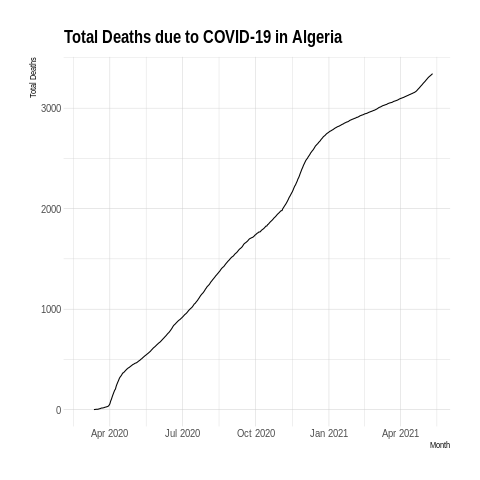 Total Deaths due to COVID-19 in Algeria
Total Deaths
3000
2000
1000
0
Apr 2020 Jul 2020 Oct 2020 Jan 2021 Apr 2021
Month